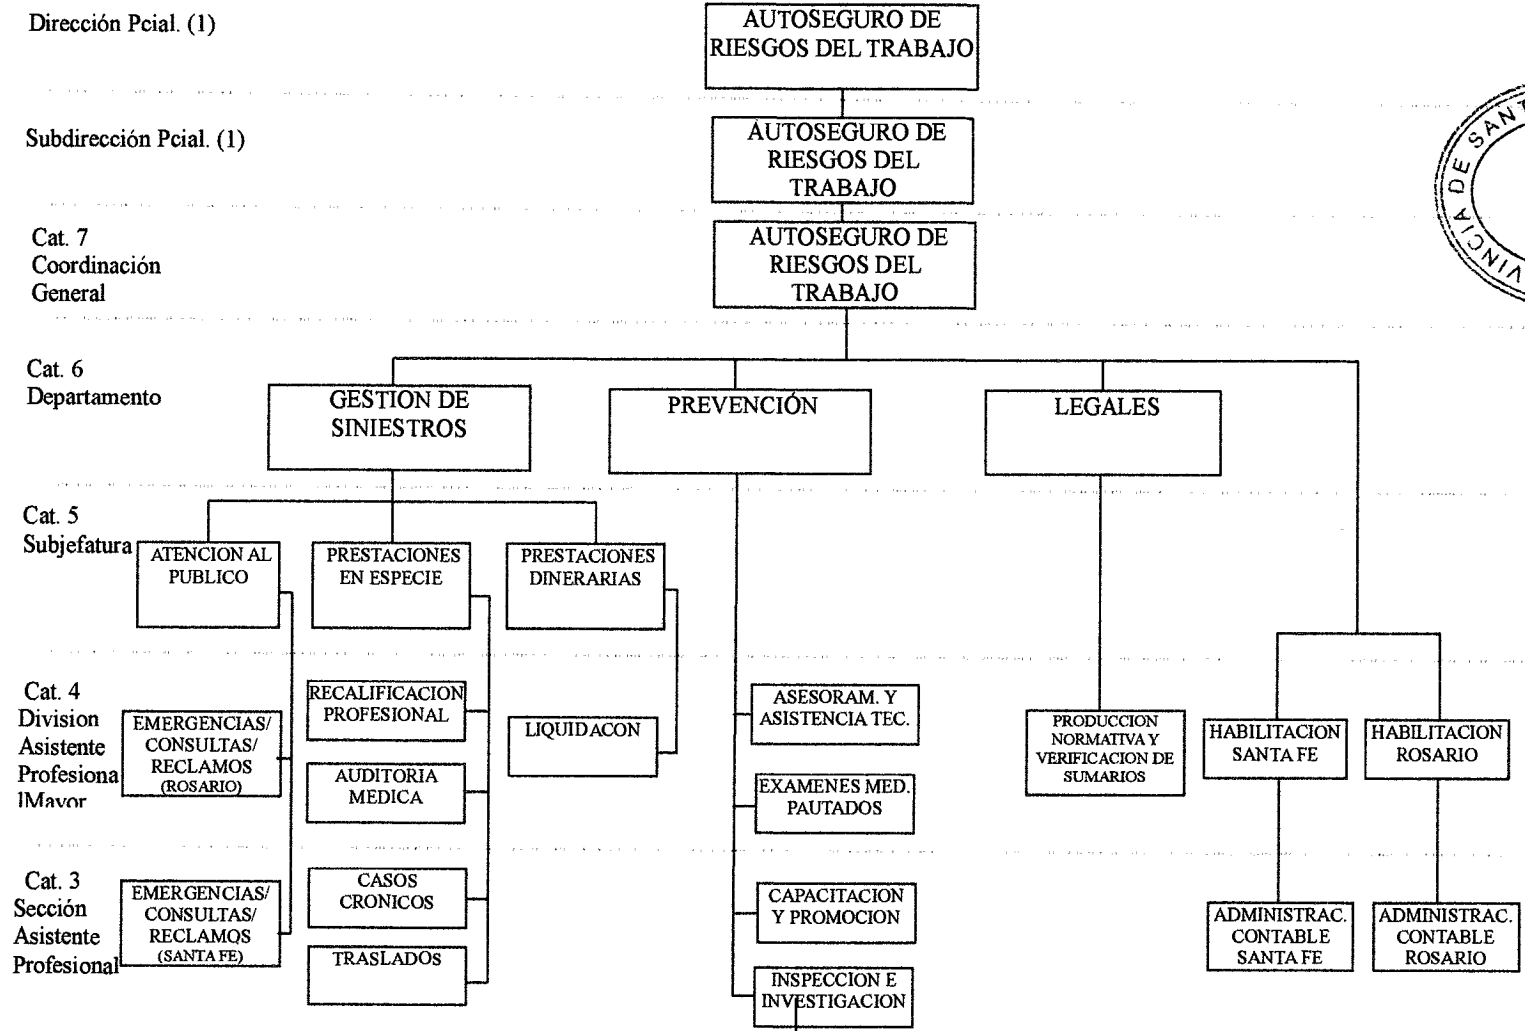 Dirección Pcial. (1)
AUTOSEGURO DE
RIESGOS DEL TRABAJO
Subdirección Pcial. (1)
AUTOSEGURO DE
RIESGOS DEL
TRABAJO
Cat. 7
Coordinación
General
AUTOSEGURO DE
RIESGOS DEL
TRABAJO
VINCIA DE SANT
Cat. 6
Departamento
GESTION DE
SINIESTROS
PREVENCIÓN
LEGALES
Cat. 5
Subjefatura
ATENCION AL
PUBLICO
PRESTACIONES
EN ESPECIE
PRESTACIONES
DINERARIAS
Cat. 4
Division
Asistente
Profesiona
lMayor
EMERGENCIAS/
CONSULTAS/
RECLAMOS
(ROSARIO)
RECALIFICACION
PROFESIONAL
AUDITORIA
MEDICA
LIQUIDACON
ASESORAM. Y
ASISTENCIA TEC.
EXAMENES MED.
PAUTADOS
PRODUCCION
NORMATIVA Y
VERIFICACION DE
SUMARIOS
HABILITACION
SANTA FE
HABILITACION
ROSARIO
Cat. 3
Sección
Asistente
Profesional
EMERGENCIAS/
CONSULTAS/
RECLAMOS
(SANTA FE)
CASOS
CRONICOS
TRASLADOS
CAPACITACION
Y PROMOCION
INSPECCION E
INVESTIGACION
ADMINISTRAC.
CONTABLE
SANTA FE
ADMINISTRAC.
CONTABLE
ROSARIO